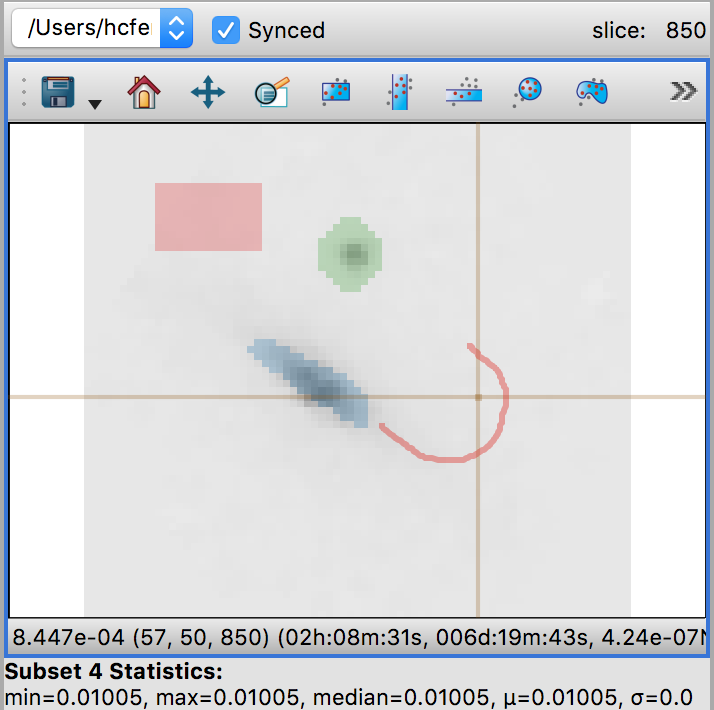 /Users/hcfe
Synced
slice: 850
8.447e-04 (57, 50, 850) (02h:08m:31s, 006d:19m:43s, 4.24e-07
Subset 4 Statistics:
min=0.01005, max=0.01005, median=0.01005, μ=0.01005, σ=0.0